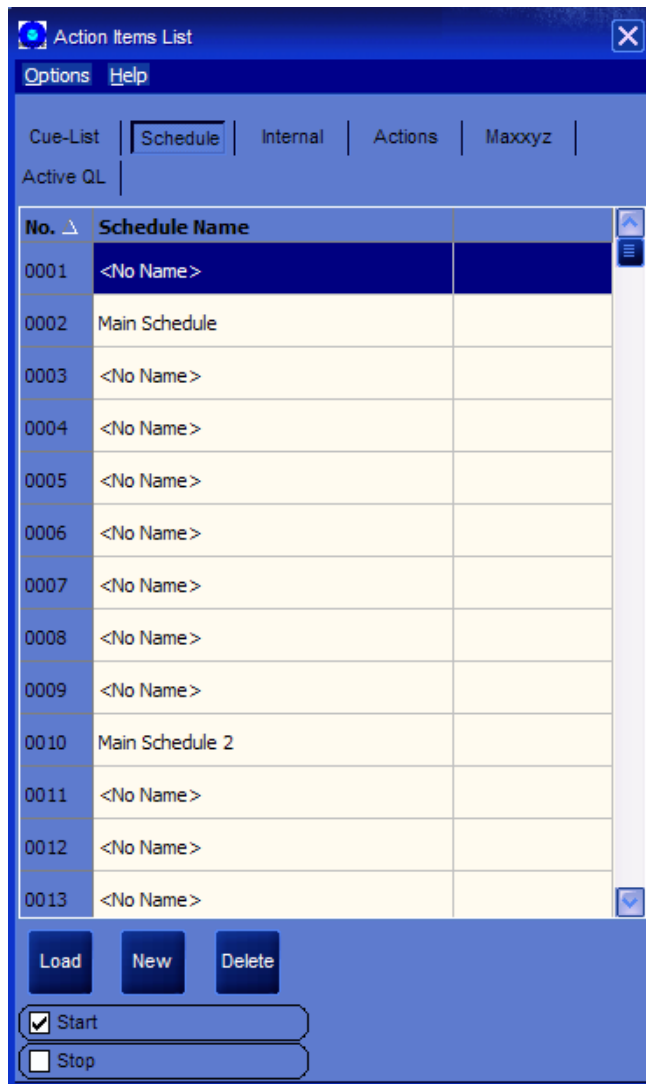 Action Items List
Options Help
Cue-List Schedule Internal Actions Maxxyz
Active QL
No. Schedule Name
0001 <No Name>
0002 Main Schedule
0003 <No Name>
0004 <No Name>
0005 <No Name>
0006 <No Name>
0007 <No Name>
0008 <No Name>
0009 <No Name>
0010 Main Schedule 2
0011 <No Name>
0012 <No Name>
0013 <No Name>
Load New Delete
Start
Stop